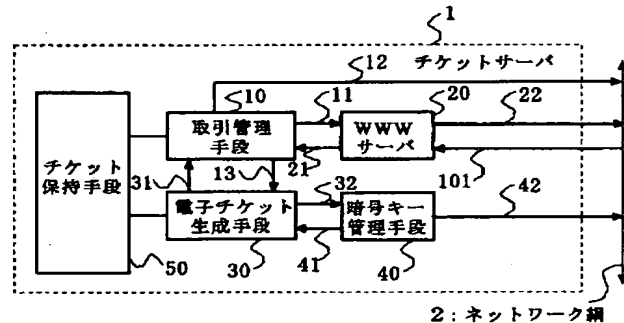 1
12
チケットサーバ
10
11
20
22
取引管理
手段
WWW
サーバ
チケット
保持手段
31
13
21
32
101
42
電子チケット
生成手段
暗号キー
管理手段
50
30
41
40
2：ネットワーク網